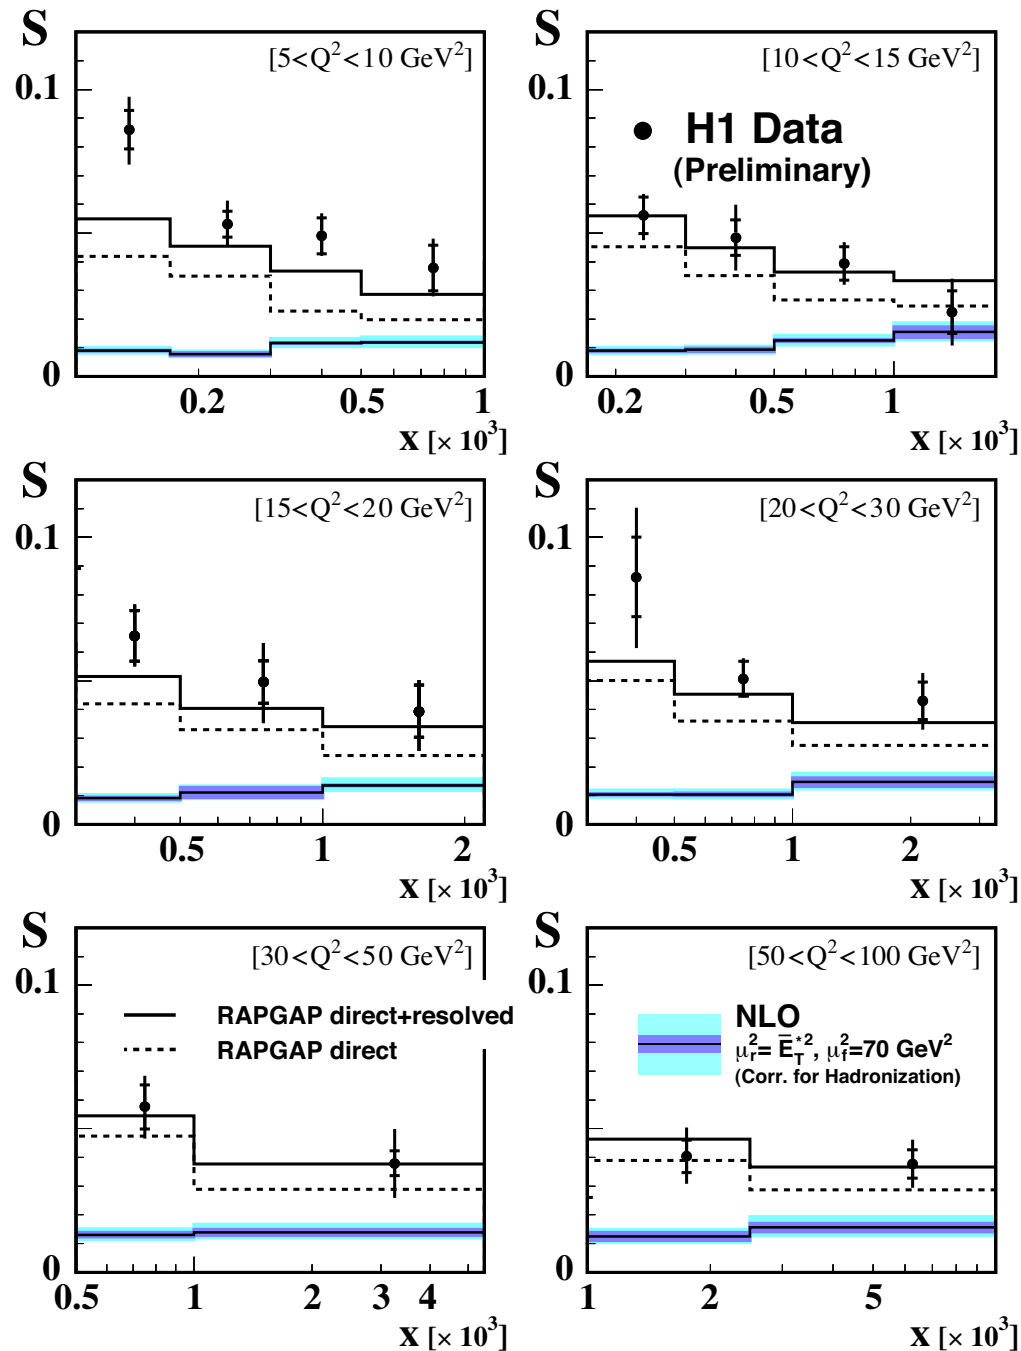 S
[5<Q²<10 GeV²]
0.1
0
0.2 0.5 1
x [× 10³]
S
[10<Q²<15 GeV²]
0.1
H1 Data
(Preliminary)
0
0.2 0.5 1
x [× 10³]
S
[15<Q²<20 GeV²]
0.1
0
0.5 1 2
x [× 10³]
S
[20<Q²<30 GeV²]
0.1
0
0.5 1 2
x [× 10³]
S
[30<Q²<50 GeV²]
0.1
RAPGAP direct+resolved
RAPGAP direct
0
0.5 1 2 3 4
x [× 10³]
S
[50<Q²<100 GeV²]
0.1
NLO
μ_r²= Ē_T*², μ_f²=70 GeV²
(Corr. for Hadronization)
0
1 2 5
x [× 10³]